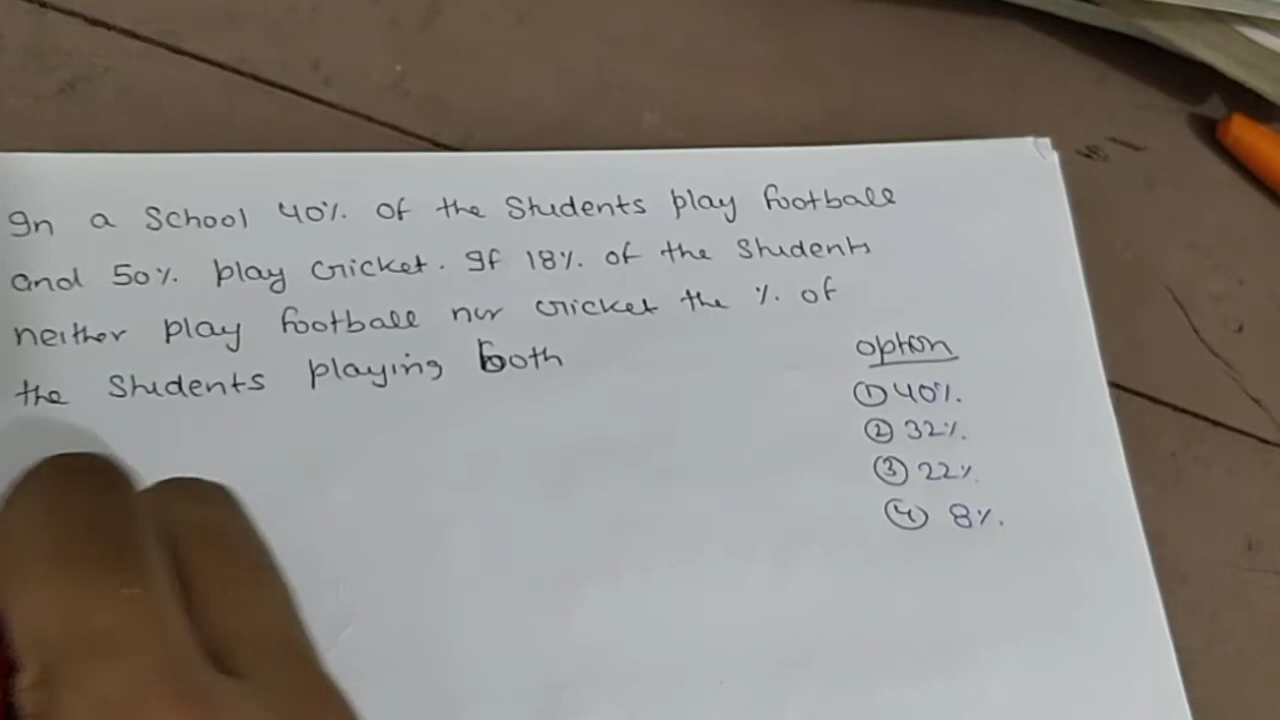 In a School 40% of the Students play football
and 50% play cricket. If 18% of the Students
neither play football nor cricket the % of
the Students playing both
option
① 40%.
② 32%.
③ 22%.
④ 8%.